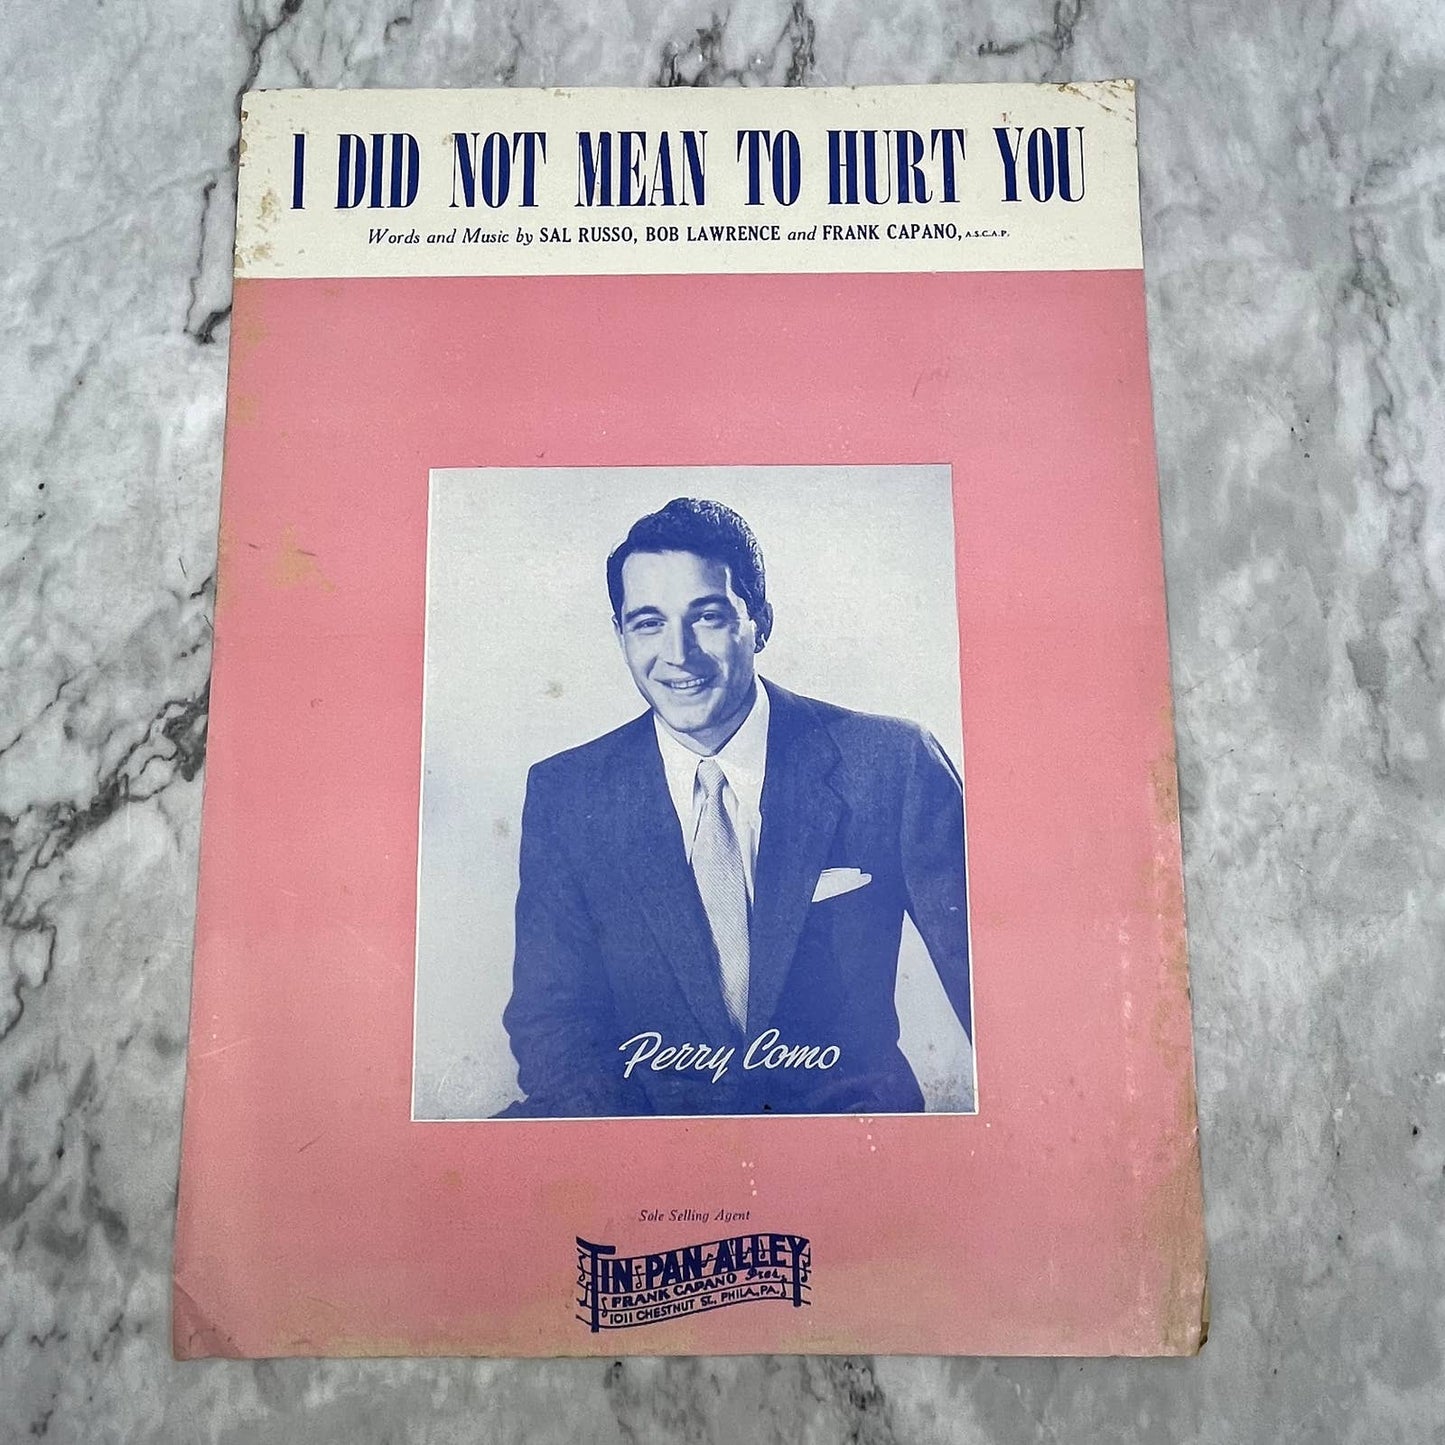 I DID NOT MEAN TO HURT YOU
Words and Music by SAL RUSSO, BOB LAWRENCE and FRANK CAPANO, A.S.C.A.P.
Perry Como
Sole Selling Agent
TIN PAN ALLEY
FRANK CAPANO Pres.
1011 CHESTNUT ST., PHILA., PA.